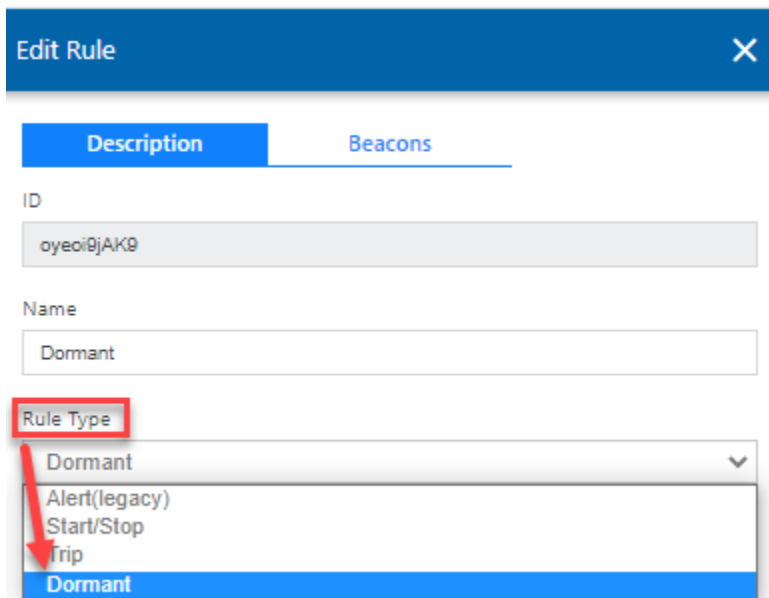 Edit Rule
Description Beacons
ID
oyeoi9jAK9
Name
Dormant
Rule Type
Dormant
Alert(legacy)
Start/Stop
Trip
Dormant